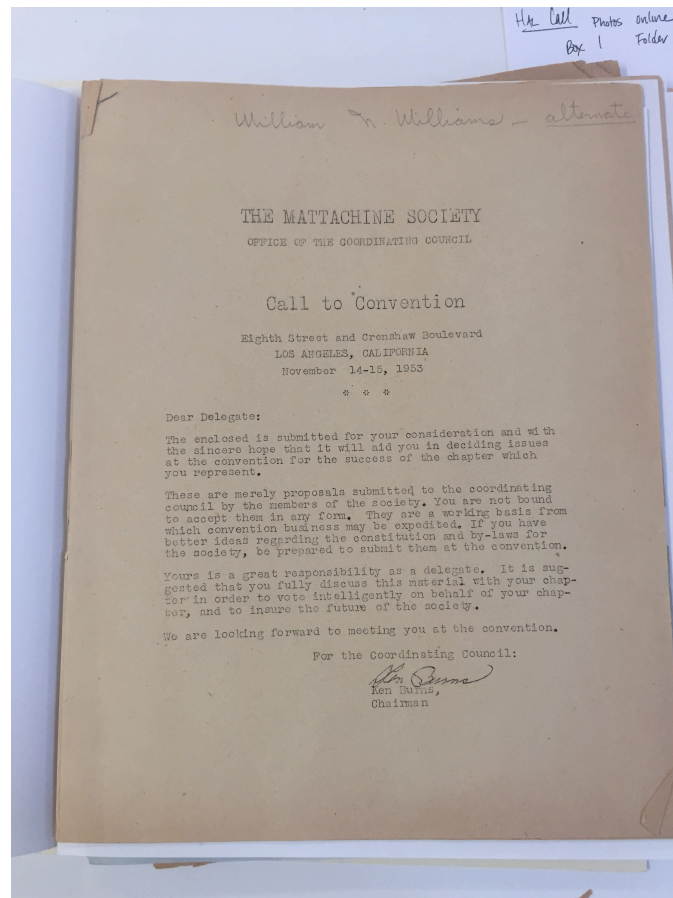 Hal Call Photos online
Box 1 Folder
William N. Williams — alternate
THE MATTACHINE SOCIETY
OFFICE OF THE COORDINATING COUNCIL
Call to Convention
Eighth Street and Crenshaw Boulevard
LOS ANGELES, CALIFORNIA
November 14-15, 1953
* * *
Dear Delegate:
The enclosed is submitted for your consideration and with
the sincere hope that it will aid you in deciding issues
at the convention for the success of the chapter which
you represent.
These are merely proposals submitted to the coordinating
council by the members of the society. You are not bound
to accept them in any form. They are a working basis from
which convention business may be expedited. If you have
better ideas regarding the constitution and by-laws for
the society, be prepared to submit them at the convention.
Yours is a great responsibility as a delegate. It is sug-
gested that you fully discuss this material with your chap-
ter in order to vote intelligently on behalf of your chap-
ter, and to insure the future of the society.
We are looking forward to meeting you at the convention.
For the Coordinating Council:
Ken Burns
Ken Burns,
Chairman